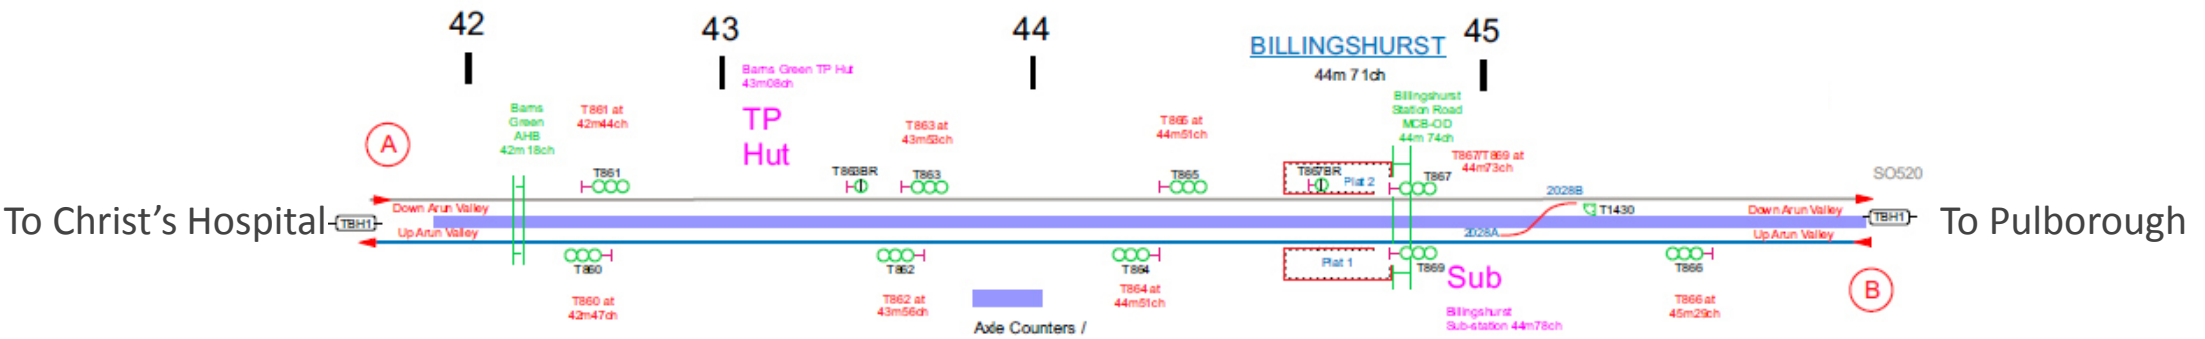 42
43
44
45
BILLINGSHURST
44m 71ch
Barns Green TP Hut
43m08ch
TP
Hut
Barns
Green
AHB
42m 18ch
T861 at
42m44ch
T863 at
43m53ch
T865 at
44m51ch
Billingshurst
Station Road
MCB-OD
44m 74ch
T867/T869 at
44m73ch
A
T861
T863BR
T863
T865
T867BR
Plat 2
T867
SO520
2028B
To Christ's Hospital
TBH1
Down Arun Valley
Up Arun Valley
T1430
2028A
Down Arun Valley
Up Arun Valley
TBH1
To Pulborough
T860
T862
T864
Plat 1
T869
T866
Sub
B
T860 at
42m47ch
T862 at
43m56ch
T864 at
44m51ch
Billingshurst
Sub-station 44m78ch
T866 at
45m29ch
Axle Counters /